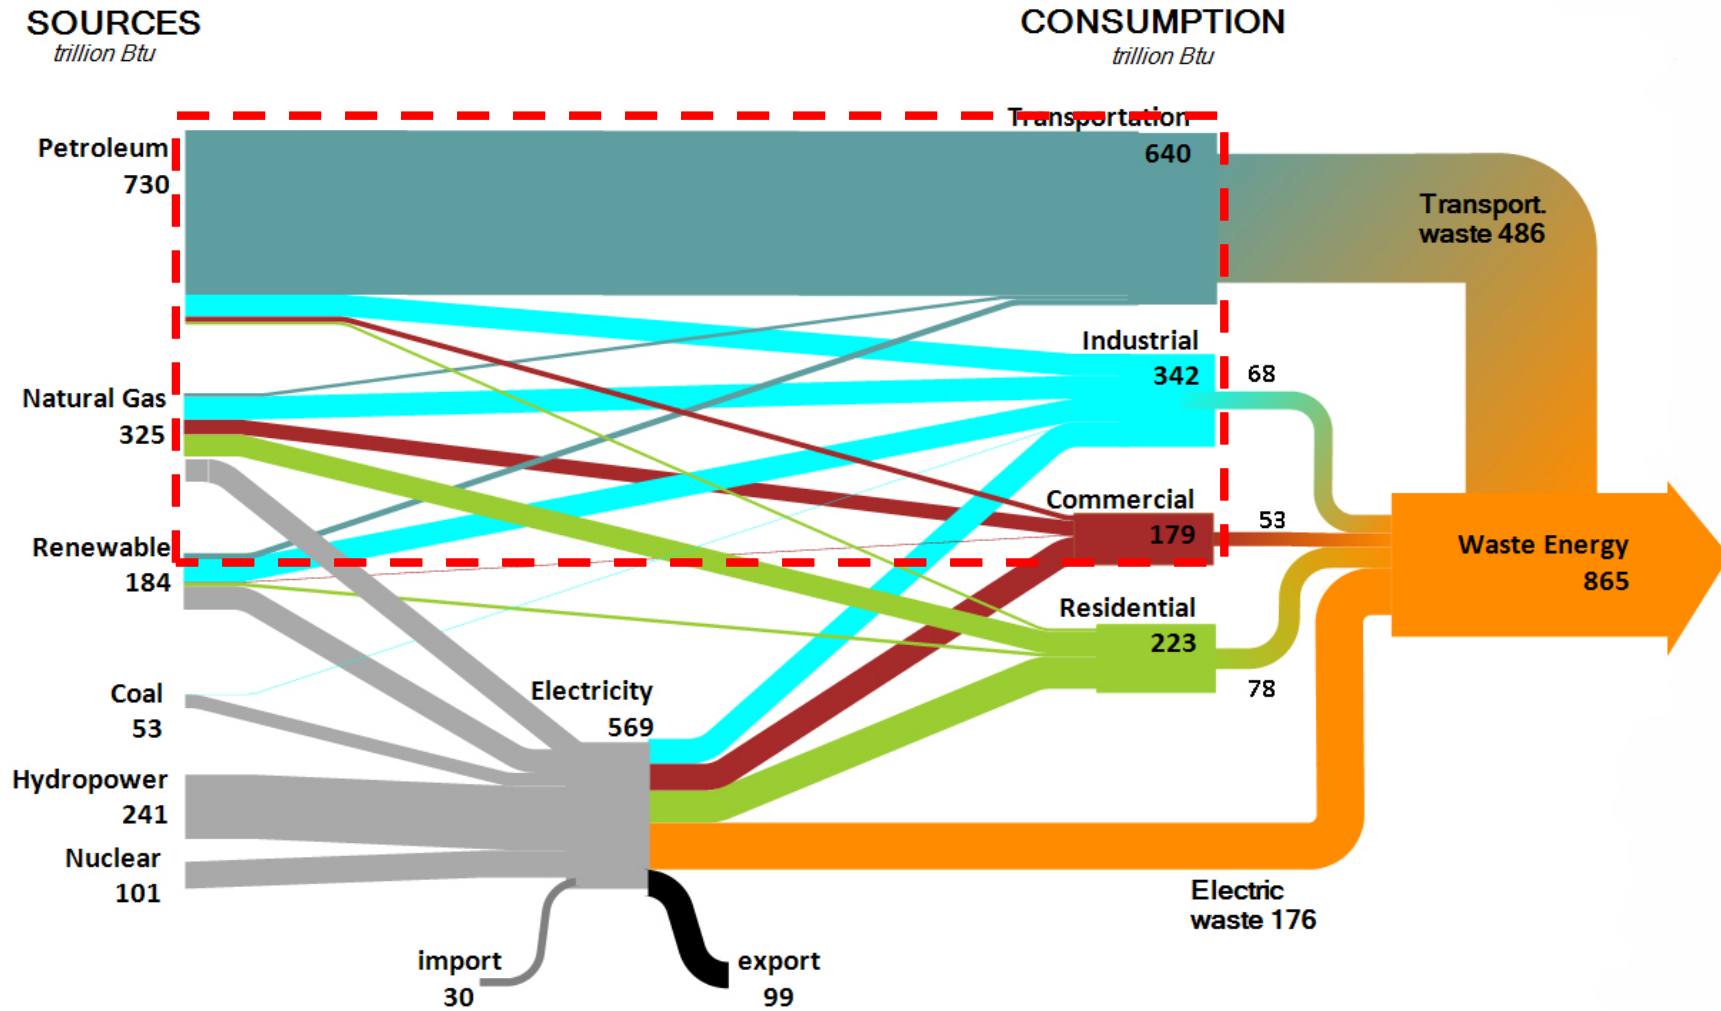 SOURCES
trillion Btu
CONSUMPTION
trillion Btu
Petroleum
730
Natural Gas
325
Renewable
184
Coal
53
Hydropower
241
Nuclear
101
Electricity
569
import
30
export
99
Transportation
640
Industrial
342
68
Commercial
179
53
Residential
223
78
Transport.
waste 486
Waste Energy
865
Electric
waste 176